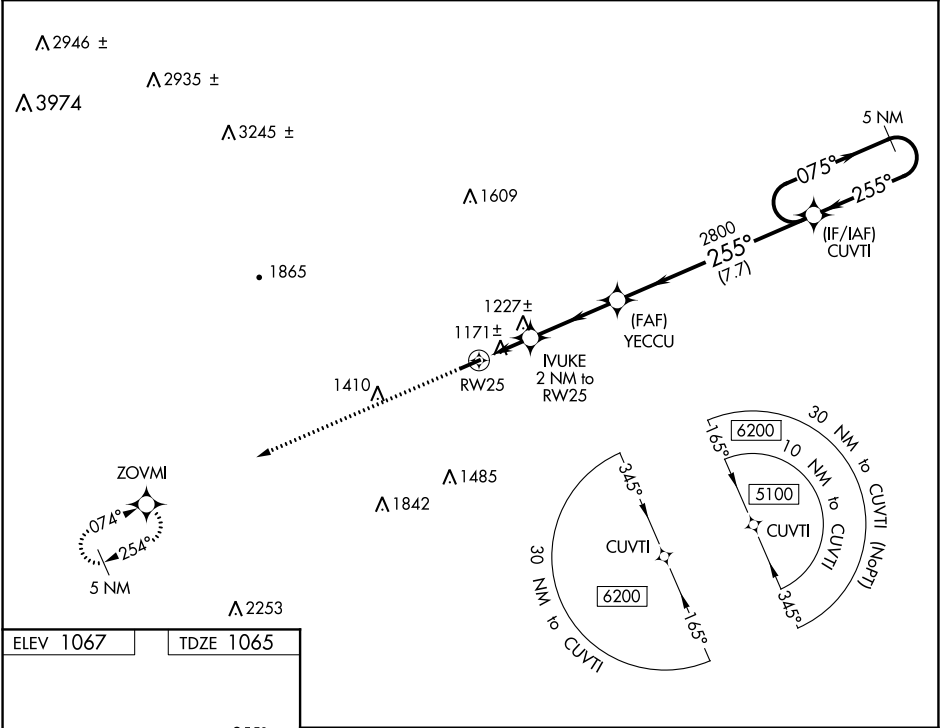 2946 ±
2935 ±
3974
3245 ±
5 NM
075°
255°
1609
(IF/IAF)
CUVTI
2800
255°
(7.7)
1865
1227±
(FAF)
YECCU
1171±
IVUKE
2 NM to
RW25
RW25
1410
30 NM to CUVTI (NoPT)
165°
6200
10 NM to CUVTI
5100
CUVTI
345°
ZOVMI
074°
254°
5 NM
1485
1842
345°
CUVTI
6200
165°
30 NM to CUVTI
2253
ELEV 1067
TDZE 1065